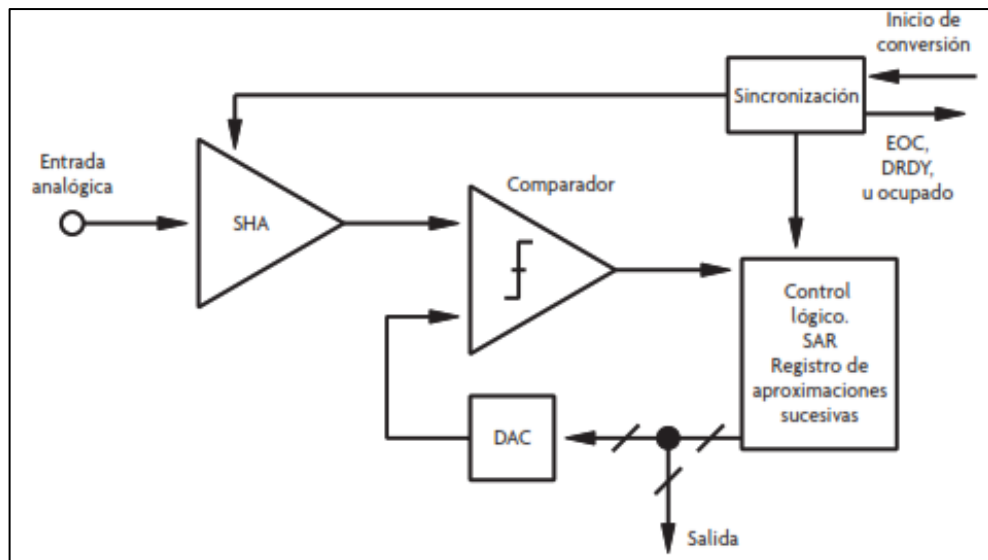 Inicio de
conversión
Sincronización
EOC,
DRDY,
u ocupado
Entrada
analógica
SHA
Comparador
Control
lógico.
SAR
Registro de
aproximaciones
sucesivas
DAC
Salida